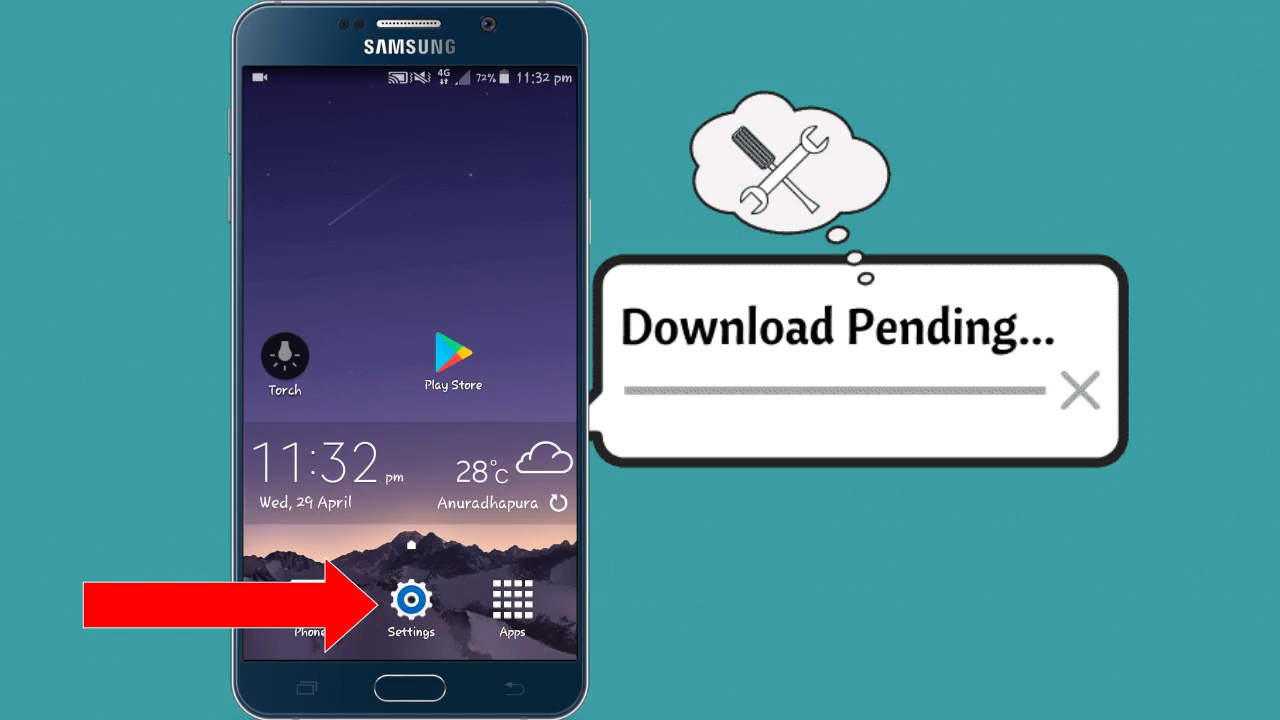 SAMSUNG
4G 72% 11:32 pm
Torch
Play Store
11:32 pm
28°C
Wed, 29 April
Anuradhapura
Phone
Settings
Apps
Download Pending...